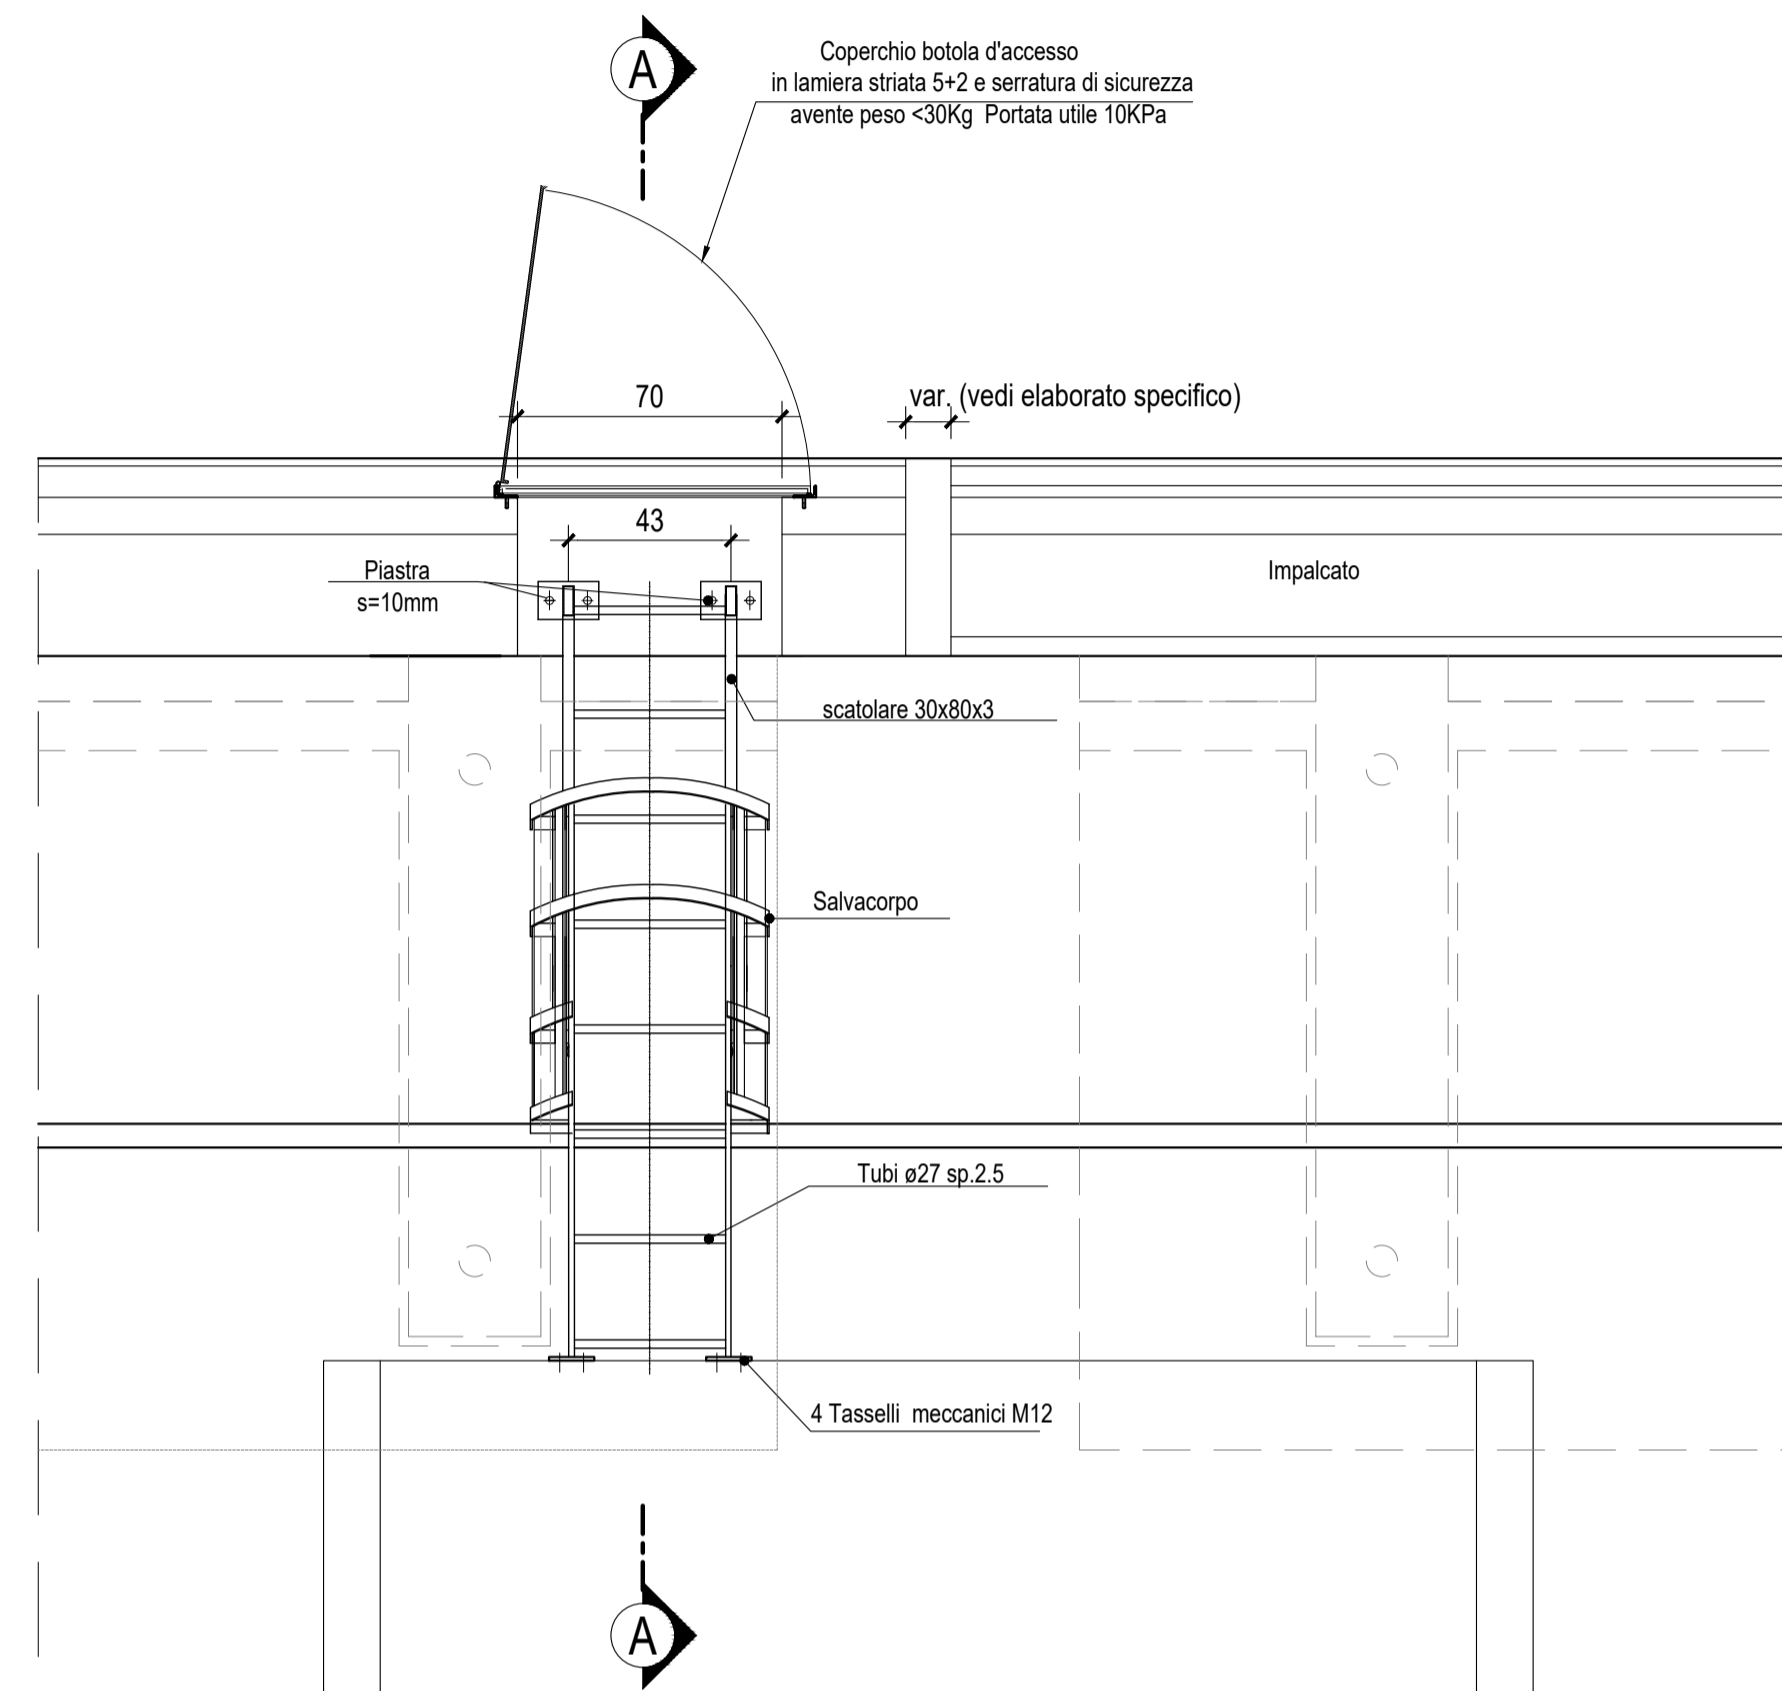 A
Coperchio botola d'accesso
in lamiera striata 5+2 e serratura di sicurezza
avente peso <30Kg Portata utile 10KPa
70
var. (vedi elaborato specifico)
43
Piastra
s=10mm
Impalcato
scatolare 30x80x3
Salvacorpo
Tubi ø27 sp.2.5
4 Tasselli meccanici M12
A